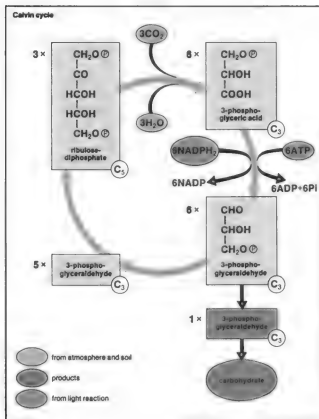 Calvin cycle
3 ×
CH₂O Ⓟ
CO
HCOH
HCOH
CH₂O Ⓟ
ribulose-
diphosphate
C₅
3CO₂
3H₂O
6 ×
CH₂O Ⓟ
CHOH
COOH
3-phospho-
glyceric acid
C₃
6NADPH₂
6ATP
6NADP
6ADP+6Pi
6 ×
CHO
CHOH
CH₂O Ⓟ
3-phospho-
glyceraldehyde
C₃
5 ×
3-phospho-
glyceraldehyde
C₃
1 ×
3-phospho-
glyceraldehyde
C₃
carbohydrate
from atmosphere and soil
products
from light reaction